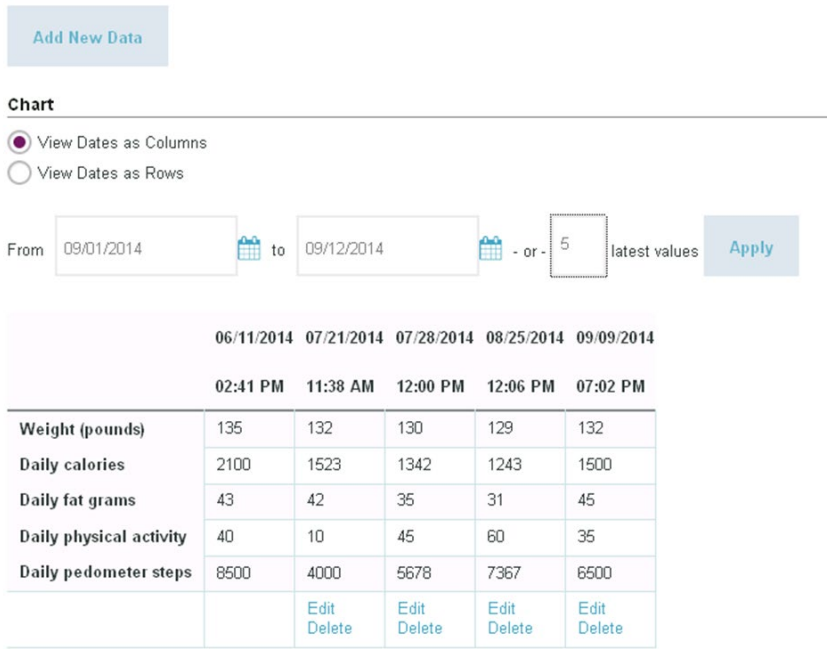 Add New Data
Chart
View Dates as Columns
View Dates as Rows
From 09/01/2014 to 09/12/2014 - or - 5 latest values Apply
06/11/2014 07/21/2014 07/28/2014 08/25/2014 09/09/2014
02:41 PM 11:38 AM 12:00 PM 12:06 PM 07:02 PM
Weight (pounds) 135 132 130 129 132
Daily calories 2100 1523 1342 1243 1500
Daily fat grams 43 42 35 31 45
Daily physical activity 40 10 45 60 35
Daily pedometer steps 8500 4000 5678 7367 6500
Edit Edit Edit Edit
Delete Delete Delete Delete